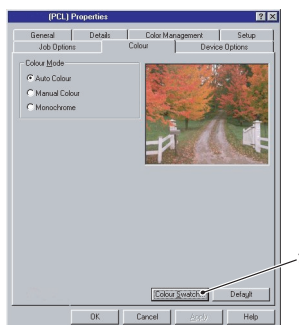 (PCL) Properties
General Details Color Management Setup
Job Options Colour Device Options
Colour Mode
Auto Colour
Manual Colour
Monochrome
Colour Swatch... Default
OK Cancel Apply Help